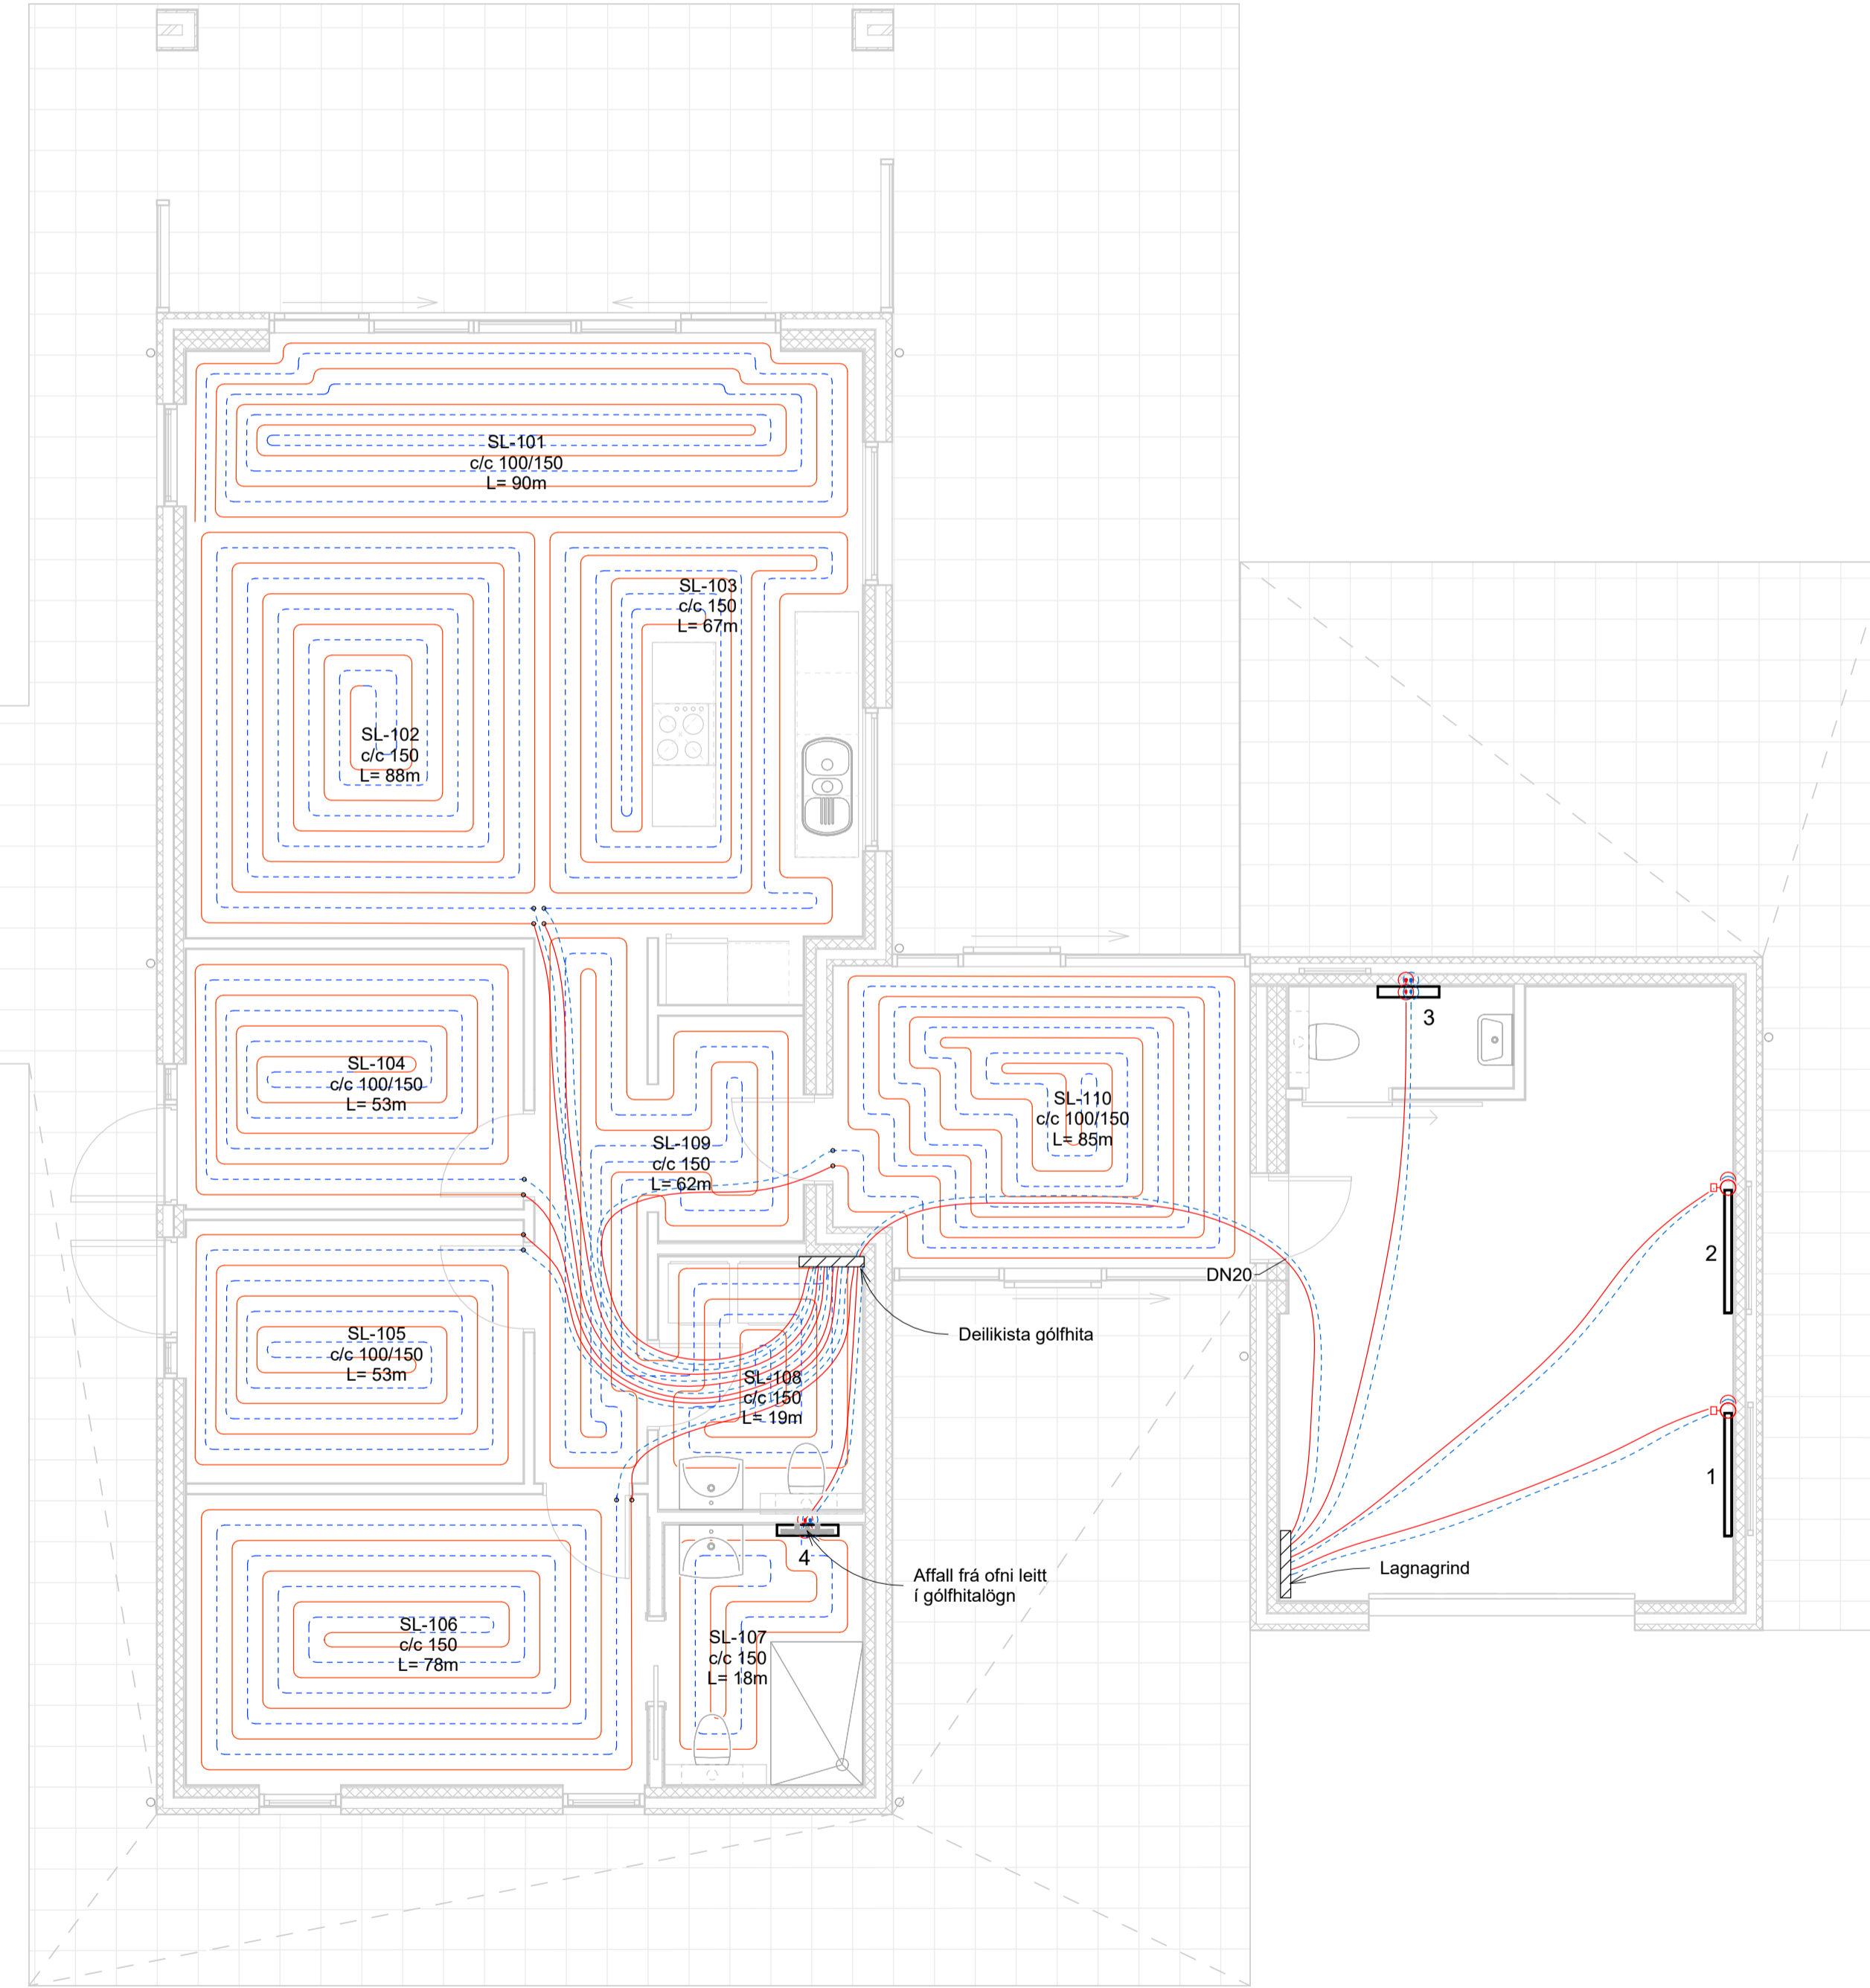 SL-101
c/c 100/150
L= 90m
SL-103
c/c 150
L= 67m
SL-102
c/c 150
L= 88m
3
SL-104
c/c 100/150
L= 53m
SL-110
c/c 100/150
L= 85m
SL-109
c/c 150
L= 62m
2
DN20
Deilikista gólfhita
SL-105
c/c 100/150
L= 53m
SL-108
c/c 150
L= 19m
1
4
Affall frá ofni leitt
í gólfhitalögn
Lagnagrind
SL-106
c/c 150
L= 78m
SL-107
c/c 150
L= 18m